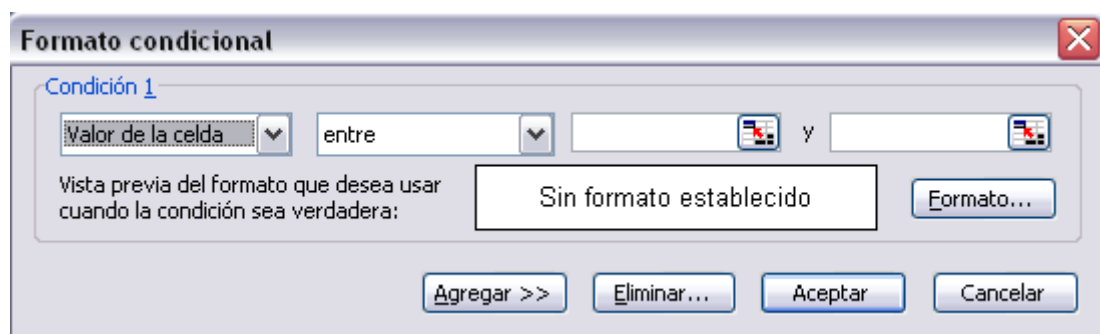 Formato condicional
Condición 1
Valor de la celda entre y
Vista previa del formato que desea usar
cuando la condición sea verdadera:
Sin formato establecido
Formato...
Agregar >> Eliminar... Aceptar Cancelar